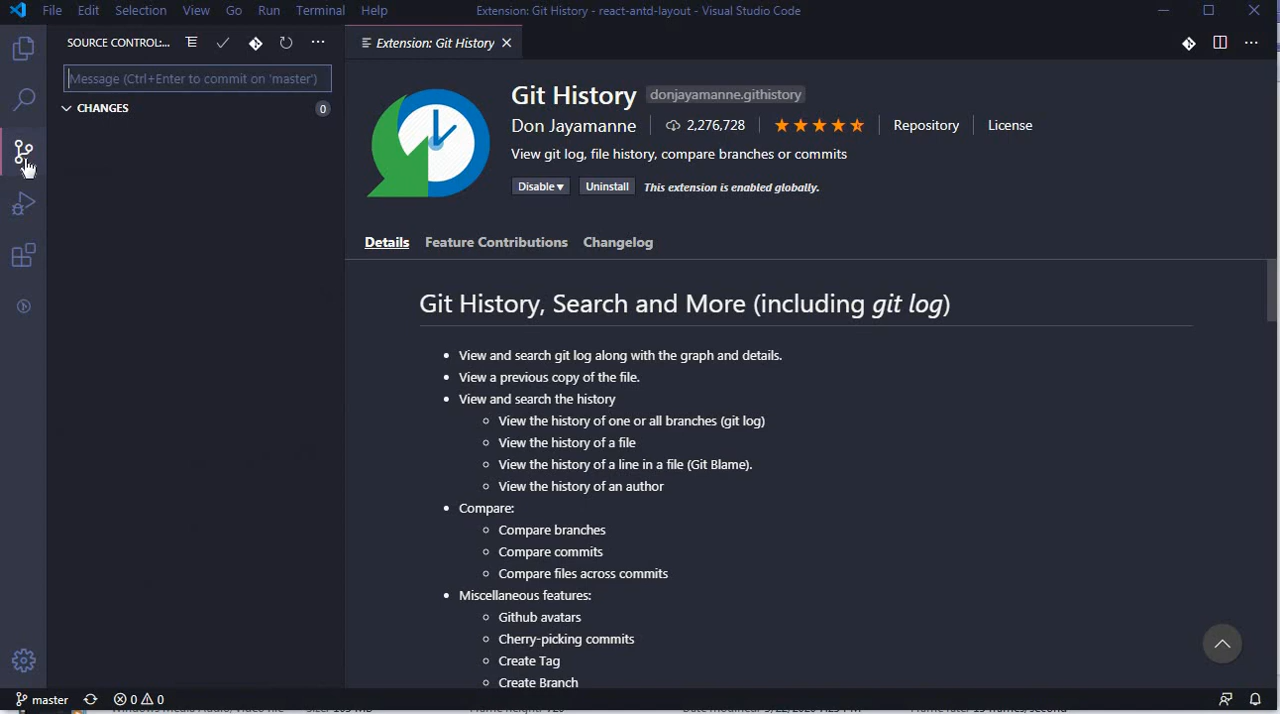 File Edit Selection View Go Run Terminal Help Extension: Git History - react-antd-layout - Visual Studio Code
SOURCE CONTROL:...
Extension: Git History
Message (Ctrl+Enter to commit on 'master')
CHANGES 0
Git History donjayamanne.githistory
Don Jayamanne 2,276,728 Repository License
View git log, file history, compare branches or commits
Disable Uninstall This extension is enabled globally.
Details Feature Contributions Changelog
Git History, Search and More (including git log)
View and search git log along with the graph and details.
View a previous copy of the file.
View and search the history
View the history of one or all branches (git log)
View the history of a file
View the history of a line in a file (Git Blame).
View the history of an author
Compare:
Compare branches
Compare commits
Compare files across commits
Miscellaneous features:
Github avatars
Cherry-picking commits
Create Tag
Create Branch
master 0 0